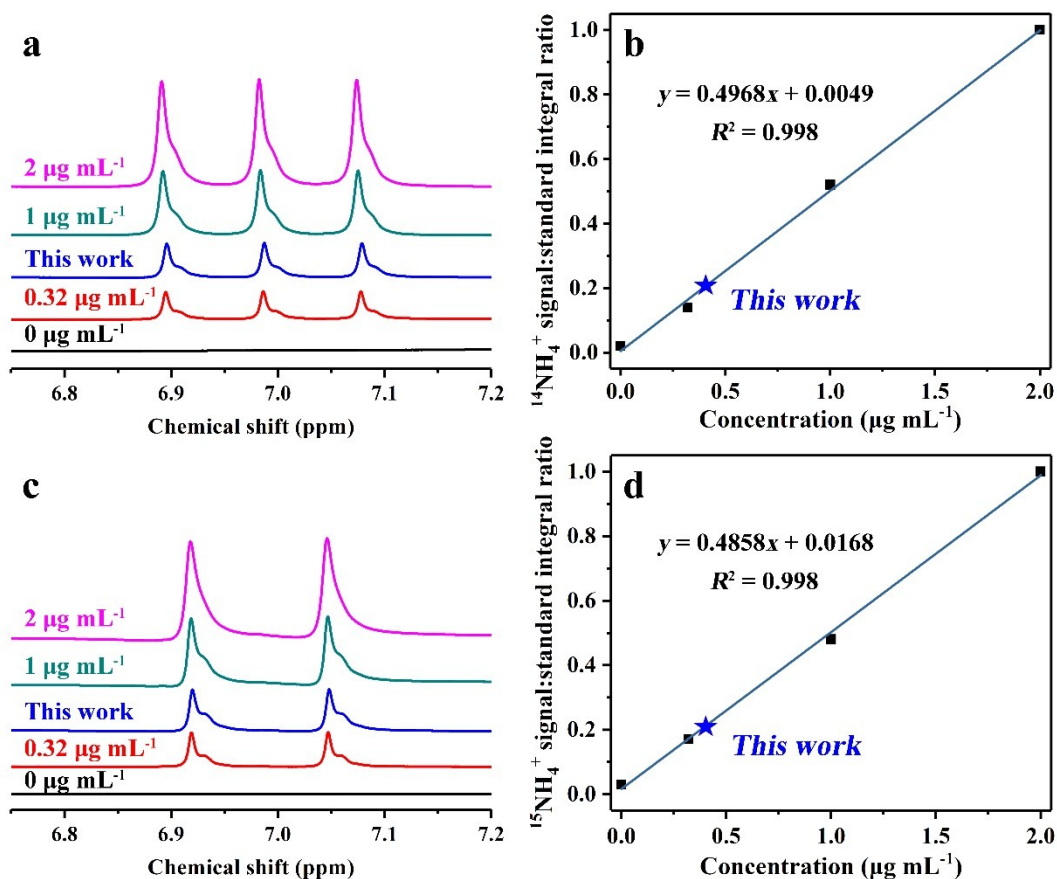 a
2 μg mL⁻¹
1 μg mL⁻¹
This work
0.32 μg mL⁻¹
0 μg mL⁻¹
6.8 6.9 7.0 7.1 7.2
Chemical shift (ppm)
b
¹⁴NH₄⁺ signal:standard integral ratio
1.0
0.8
0.6
0.4
0.2
0.0
y = 0.4968x + 0.0049
R² = 0.998
This work
0.0 0.5 1.0 1.5 2.0
Concentration (μg mL⁻¹)
c
2 μg mL⁻¹
1 μg mL⁻¹
This work
0.32 μg mL⁻¹
0 μg mL⁻¹
6.8 6.9 7.0 7.1 7.2
Chemical shift (ppm)
d
¹⁵NH₄⁺ signal:standard integral ratio
1.0
0.8
0.6
0.4
0.2
0.0
y = 0.4858x + 0.0168
R² = 0.998
This work
0.0 0.5 1.0 1.5 2.0
Concentration (μg mL⁻¹)